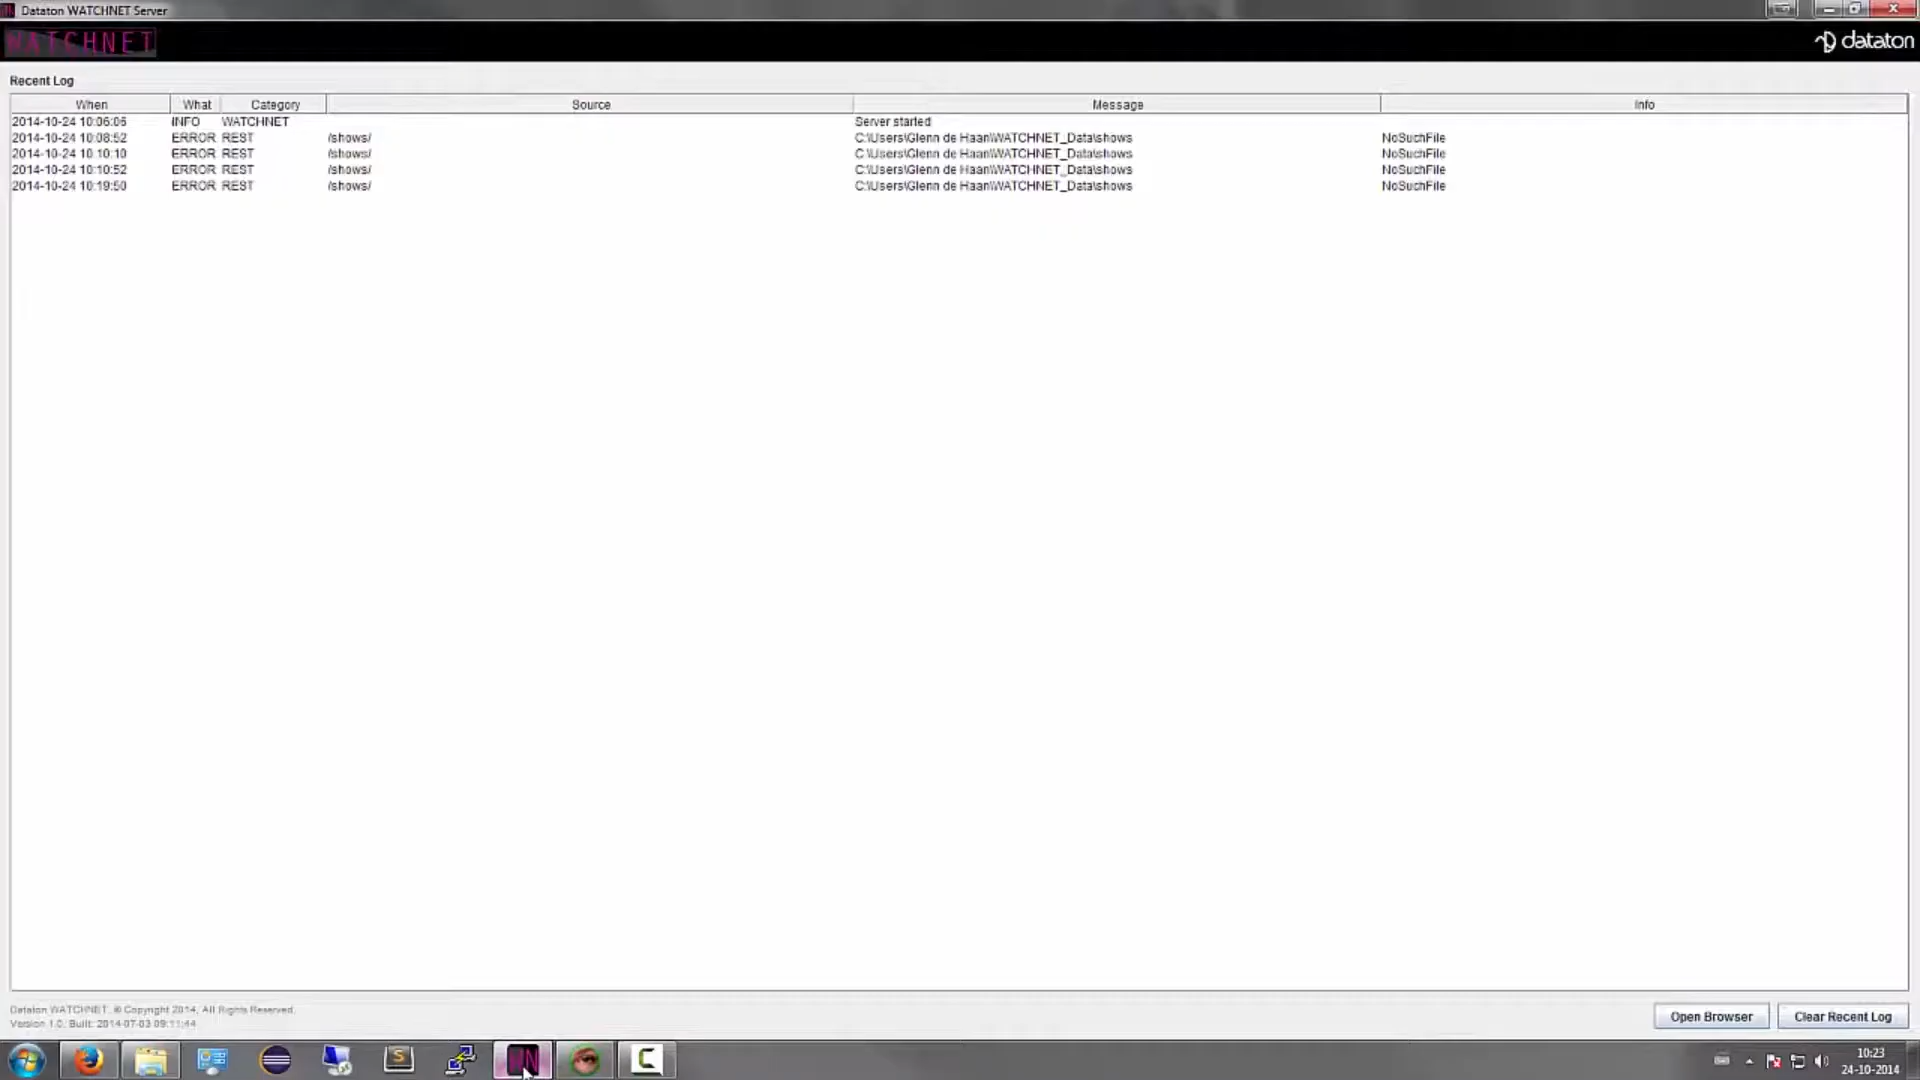 Dataton WATCHNET Server
WATCHNET
dataton
Recent Log
When What Category Source Message Info
2014-10-24 10:06:06 INFO WATCHNET Server started
2014-10-24 10:08:52 ERROR REST /shows/ C:\Users\Glenn de Haan\WATCHNET_Data\shows NoSuchFile
2014-10-24 10:10:10 ERROR REST /shows/ C:\Users\Glenn de Haan\WATCHNET_Data\shows NoSuchFile
2014-10-24 10:10:52 ERROR REST /shows/ C:\Users\Glenn de Haan\WATCHNET_Data\shows NoSuchFile
2014-10-24 10:19:50 ERROR REST /shows/ C:\Users\Glenn de Haan\WATCHNET_Data\shows NoSuchFile
Dataton WATCHNET. © Copyright 2014, All Rights Reserved.
Version 1.0. Built: 2014-07-03 09:11:44
Open Browser Clear Recent Log
10:23
24-10-2014